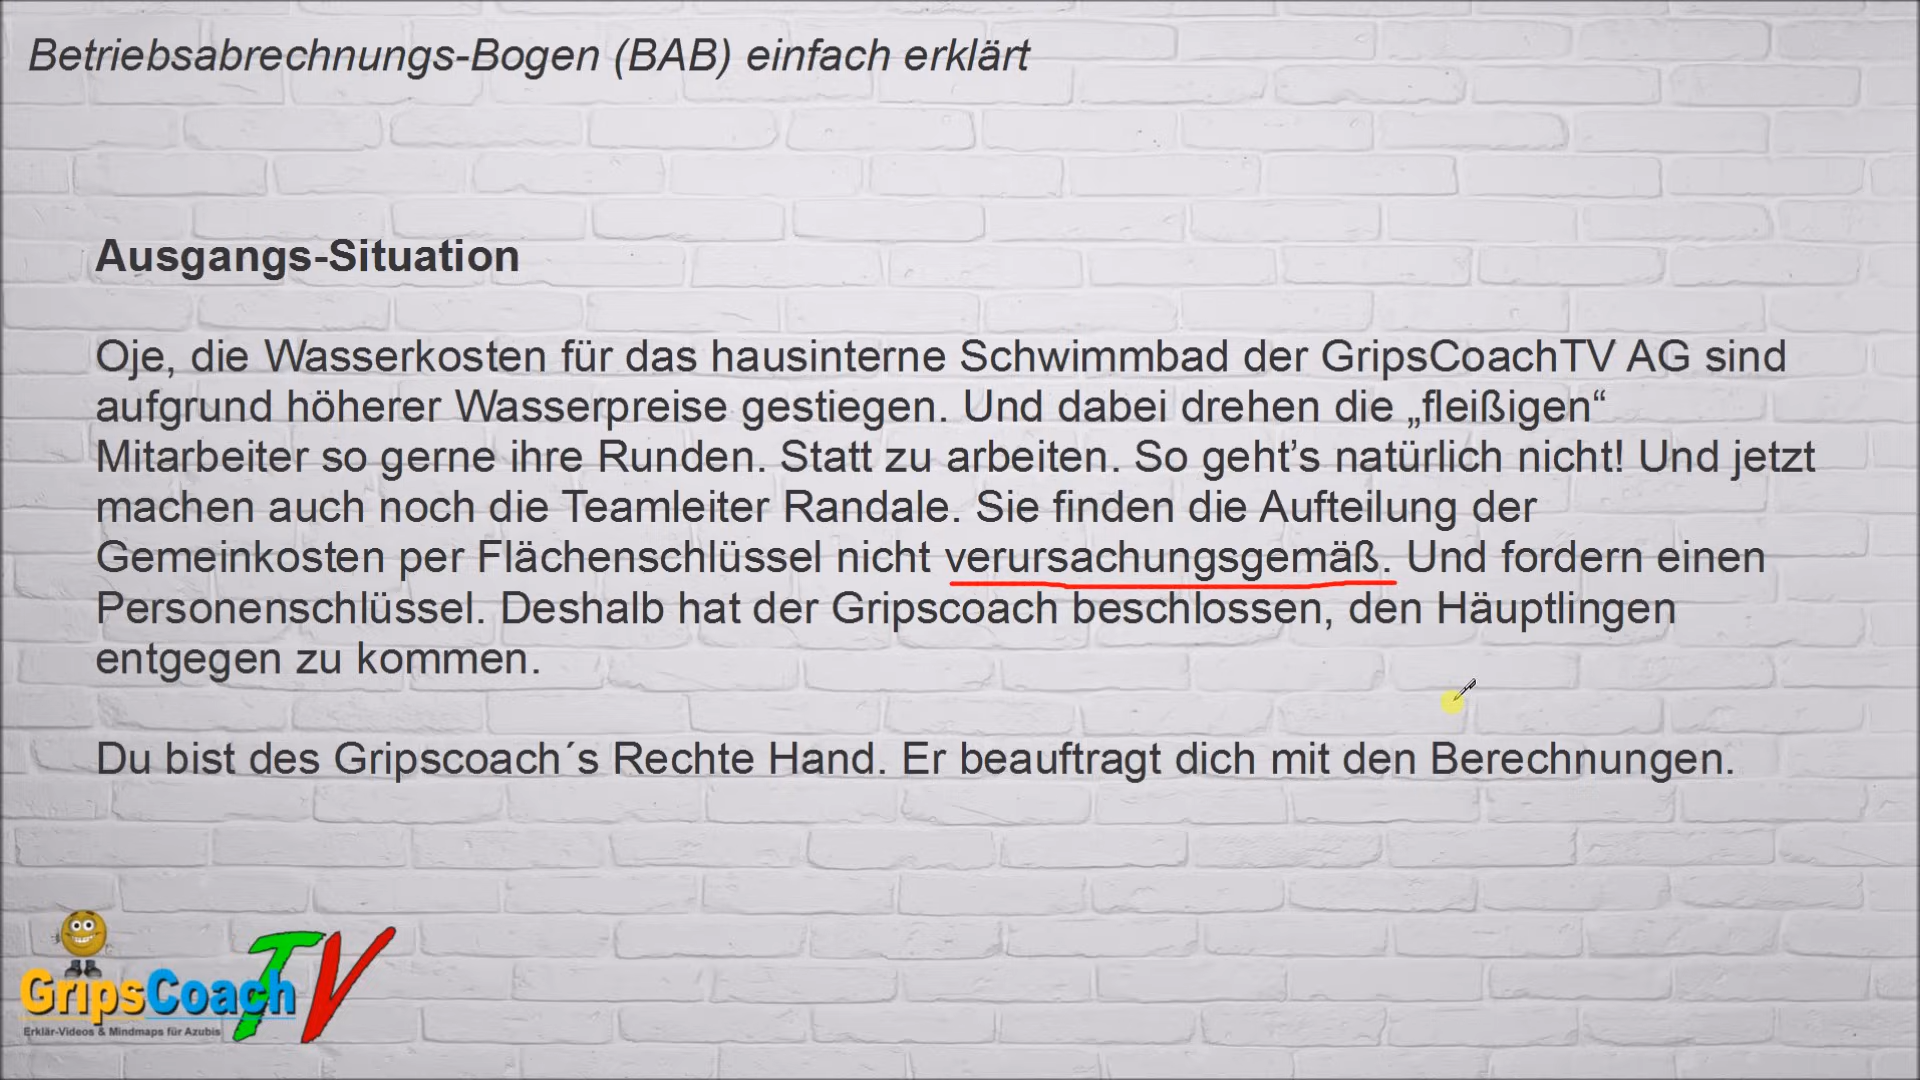 Betriebsabrechnungs-Bogen (BAB) einfach erklärt
Ausgangs-Situation
Oje, die Wasserkosten für das hausinterne Schwimmbad der GripsCoachTV AG sind
aufgrund höherer Wasserpreise gestiegen. Und dabei drehen die „fleißigen“
Mitarbeiter so gerne ihre Runden. Statt zu arbeiten. So geht’s natürlich nicht! Und jetzt
machen auch noch die Teamleiter Randale. Sie finden die Aufteilung der
Gemeinkosten per Flächenschlüssel nicht verursachungsgemäß. Und fordern einen
Personenschlüssel. Deshalb hat der Gripscoach beschlossen, den Häuptlingen
entgegen zu kommen.
Du bist des Gripscoach´s Rechte Hand. Er beauftragt dich mit den Berechnungen.
GripsCoach TV
Erklär-Videos & Mindmaps für Azubis